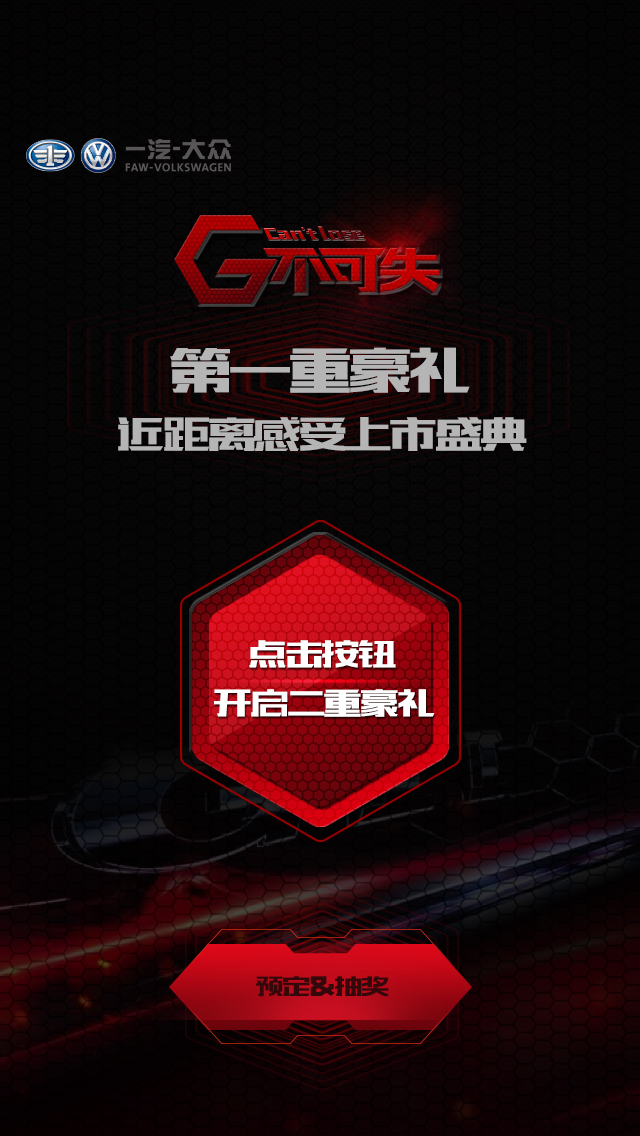 一汽-大众
FAW-VOLKSWAGEN
Can't lose
G不可失
第一重豪礼
近距离感受上市盛典
点击按钮
开启二重豪礼
预定&抽奖